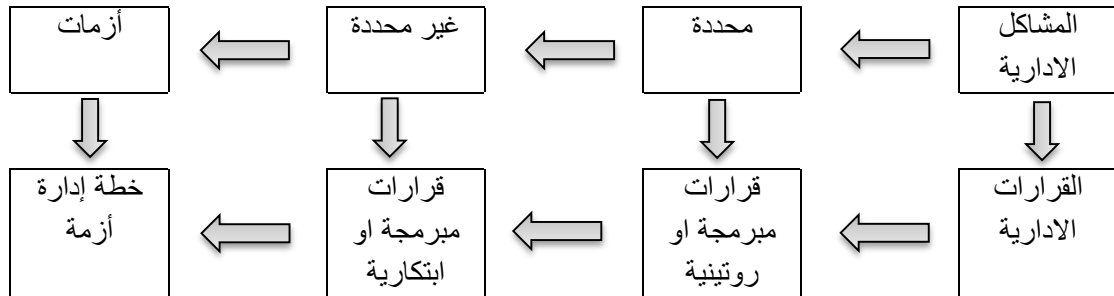 المشاكل
الادارية
محددة
غير محددة
أزمات
القرارات
الادارية
قرارات
مبرمجة او
روتينية
قرارات
مبرمجة او
ابتكارية
خطة إدارة
أزمة